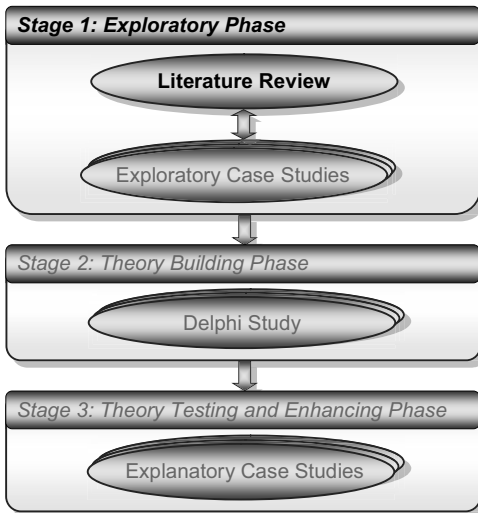 Stage 1: Exploratory Phase
Literature Review
Exploratory Case Studies
Stage 2: Theory Building Phase
Delphi Study
Stage 3: Theory Testing and Enhancing Phase
Explanatory Case Studies